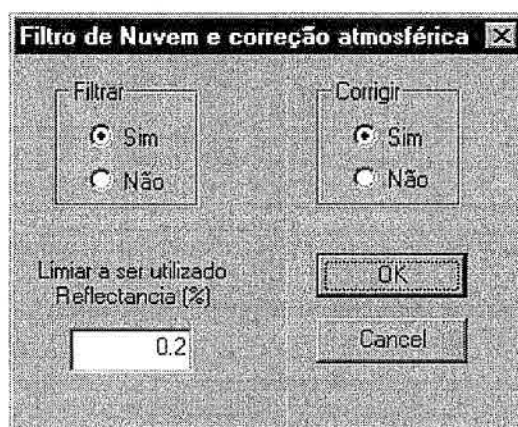 Filtro de Nuvem e correção atmosférica
Filtrar
Sim
Não
Corrigir
Sim
Não
Limiar a ser utilizado
Reflectancia (%)
0.2
OK
Cancel